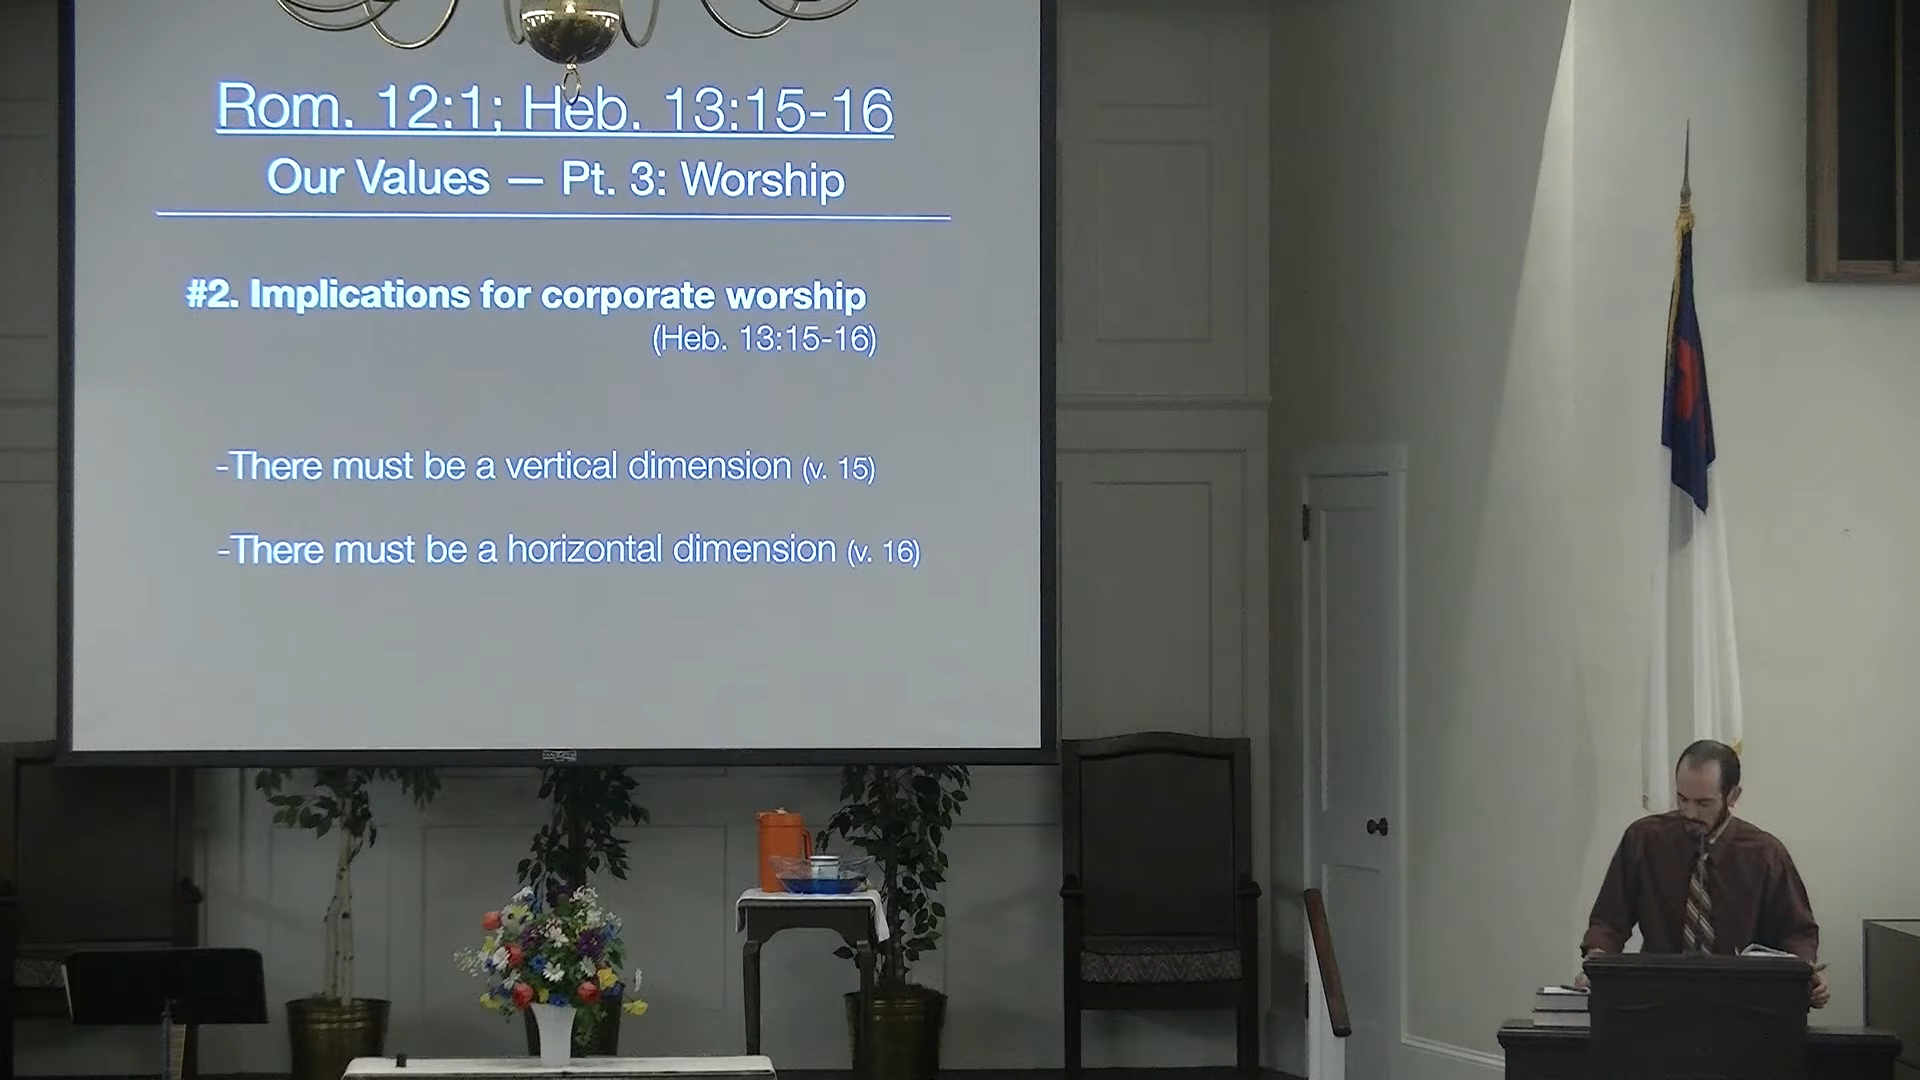 Rom. 12:1; Heb. 13:15-16
Our Values — Pt. 3: Worship
#2. Implications for corporate worship
(Heb. 13:15-16)
-There must be a vertical dimension (v. 15)
-There must be a horizontal dimension (v. 16)